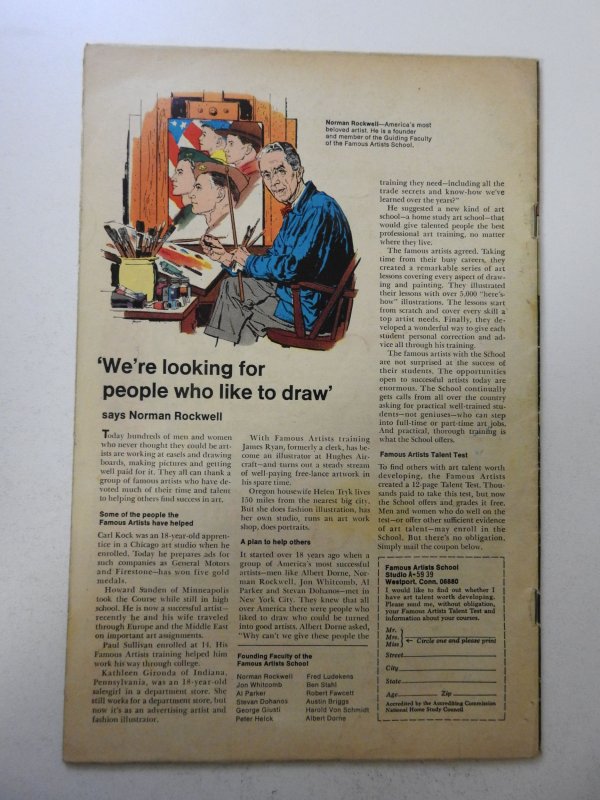 Norman Rockwell—America's most
beloved artist. He is a founder
and member of the Guiding Faculty
of the Famous Artists School.
'We're looking for
people who like to draw'
says Norman Rockwell
Today hundreds of men and women
who never thought they could be art-
ists are working at easels and drawing
boards, making pictures and getting
well paid for it. They all can thank a
group of famous artists who have de-
voted much of their time and talent
to helping others find success in art.
Some of the people the
Famous Artists have helped
Carl Kock was an 18-year-old appren-
tice in a Chicago art studio when he
enrolled. Today he prepares ads for
such companies as General Motors
and Firestone—has won five gold
medals.
Howard Sanden of Minneapolis
took the Course while still in high
school. He is now a successful artist—
recently he and his wife traveled
through Europe and the Middle East
on important art assignments.
Paul Sullivan enrolled at 14. His
Famous Artists training helped him
work his way through college.
Kathleen Gironda of Indiana,
Pennsylvania, was an 18-year-old
salesgirl in a department store. She
still works for a department store, but
now it's as an advertising artist and
fashion illustrator.
With Famous Artists training
James Ryan, formerly a clerk, has be-
come an illustrator at Hughes Air-
craft—and turns out a steady stream
of well-paying free-lance artwork in
his spare time.
Oregon housewife Helen Tryk lives
150 miles from the nearest big city.
But she does fashion illustration, has
her own studio, runs an art work
shop, does portraits.
A plan to help others
It started over 18 years ago when a
group of America's most successful
artists—men like Albert Dorne, Nor-
man Rockwell, Jon Whitcomb, Al
Parker and Stevan Dohanos—met in
New York City. They knew that all
over America there were people who
liked to draw who could be turned
into good artists. Albert Dorne asked,
"Why can't we give these people the
Founding Faculty of the
Famous Artists School
Norman Rockwell
Jon Whitcomb
Al Parker
Stevan Dohanos
George Giusti
Peter Helck
Fred Ludekens
Ben Stahl
Robert Fawcett
Austin Briggs
Harold Von Schmidt
Albert Dorne
training they need—including all the
trade secrets and know-how we've
learned over the years?"
He suggested a new kind of art
school—a home study art school—that
would give talented people the best
professional art training, no matter
where they live.
The famous artists agreed. Taking
time from their busy careers, they
created a remarkable series of art
lessons covering every aspect of draw-
ing and painting. They illustrated
their lessons with over 5,000 "here's-
how" illustrations. The lessons start
from scratch and cover every skill a
top artist needs. Finally, they de-
veloped a wonderful way to give each
student personal correction and ad-
vice all through his training.
The famous artists with the School
are not surprised at the success of
their students. The opportunities
open to successful artists today are
enormous. The School continually
gets calls from all over the country
asking for practical well-trained stu-
dents—not geniuses—who can step
into full-time or part-time art jobs.
And practical, thorough training is
what the School offers.
Famous Artists Talent Test
To find others with art talent worth
developing, the Famous Artists
created a 12-page Talent Test. Thou-
sands paid to take this test, but now
the School offers and grades it free.
Men and women who do well on the
test—or offer other sufficient evidence
of art talent—may enroll in the
School. But there's no obligation.
Simply mail the coupon below.
Famous Artists School
Studio A-5939
Westport, Conn. 06880
I would like to find out whether I
have art talent worth developing.
Please send me, without obligation,
your Famous Artists Talent Test and
information about your courses.
Mr.
Mrs. ← Circle one and please print
Miss
Street
City
State
Age Zip
Accredited by the Accrediting Commission
National Home Study Council